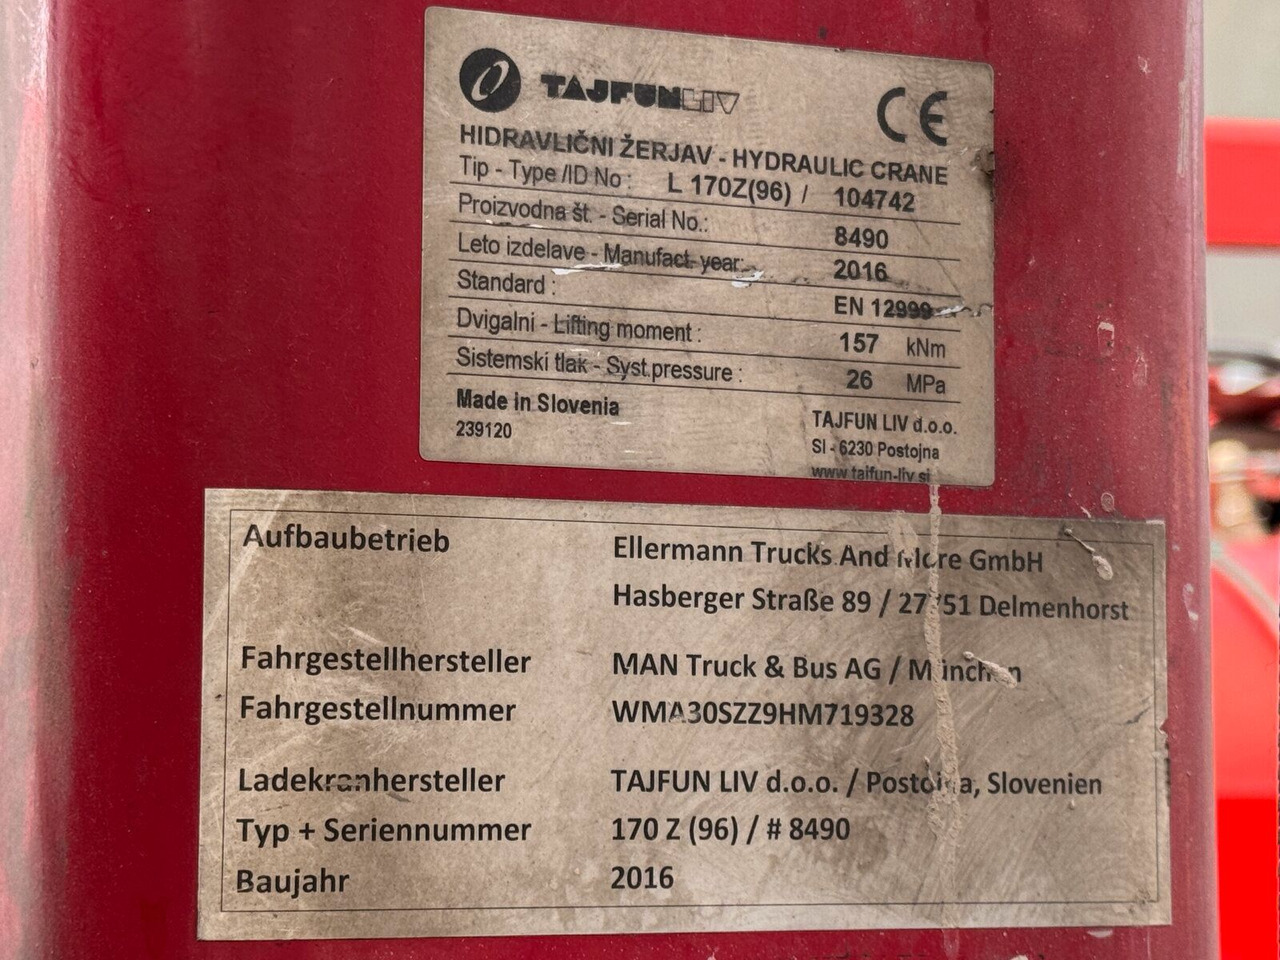 TAJFUNLIV
CE
HIDRAVLIČNI ŽERJAV - HYDRAULIC CRANE
Tip - Type /ID No : L 170Z(96) / 104742
Proizvodna št. - Serial No.: 8490
Leto izdelave - Manufact. year: 2016
Standard : EN 12999
Dvigalni - Lifting moment : 157 kNm
Sistemski tlak - Syst.pressure : 26 MPa
Made in Slovenia
239120
TAJFUN LIV d.o.o.
SI - 6230 Postojna
www.tajfun-liv.si
Aufbaubetrieb Ellermann Trucks And More GmbH
Hasberger Straße 89 / 27751 Delmenhorst
Fahrgestellhersteller MAN Truck & Bus AG / München
Fahrgestellnummer WMA30SZZ9HM719328
Ladekranhersteller TAJFUN LIV d.o.o. / Postojna, Slovenien
Typ + Seriennummer 170 Z (96) / # 8490
Baujahr 2016